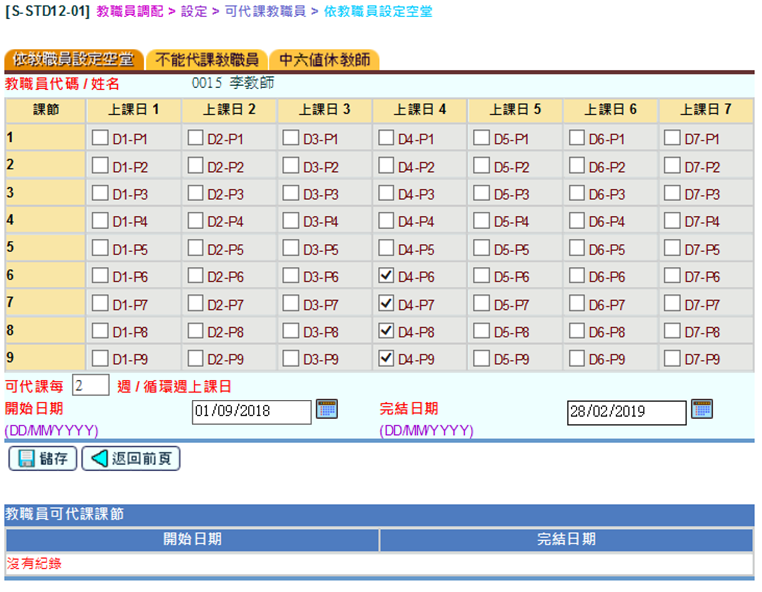 [S-STD12-01] 教職員調配 > 設定 > 可代課教職員 > 依教職員設定空堂
依教職員設定空堂 不能代課教職員 中六值休教師
教職員代碼 / 姓名 0015 李教師
課節 上課日 1 上課日 2 上課日 3 上課日 4 上課日 5 上課日 6 上課日 7
1 D1-P1 D2-P1 D3-P1 D4-P1 D5-P1 D6-P1 D7-P1
2 D1-P2 D2-P2 D3-P2 D4-P2 D5-P2 D6-P2 D7-P2
3 D1-P3 D2-P3 D3-P3 D4-P3 D5-P3 D6-P3 D7-P3
4 D1-P4 D2-P4 D3-P4 D4-P4 D5-P4 D6-P4 D7-P4
5 D1-P5 D2-P5 D3-P5 D4-P5 D5-P5 D6-P5 D7-P5
6 D1-P6 D2-P6 D3-P6 D4-P6 D5-P6 D6-P6 D7-P6
7 D1-P7 D2-P7 D3-P7 D4-P7 D5-P7 D6-P7 D7-P7
8 D1-P8 D2-P8 D3-P8 D4-P8 D5-P8 D6-P8 D7-P8
9 D1-P9 D2-P9 D3-P9 D4-P9 D5-P9 D6-P9 D7-P9
可代課每 2 週 / 循環週上課日
開始日期 01/09/2018 完結日期 28/02/2019
(DD/MM/YYYY) (DD/MM/YYYY)
儲存 返回前頁
教職員可代課課節
開始日期 完結日期
沒有紀錄